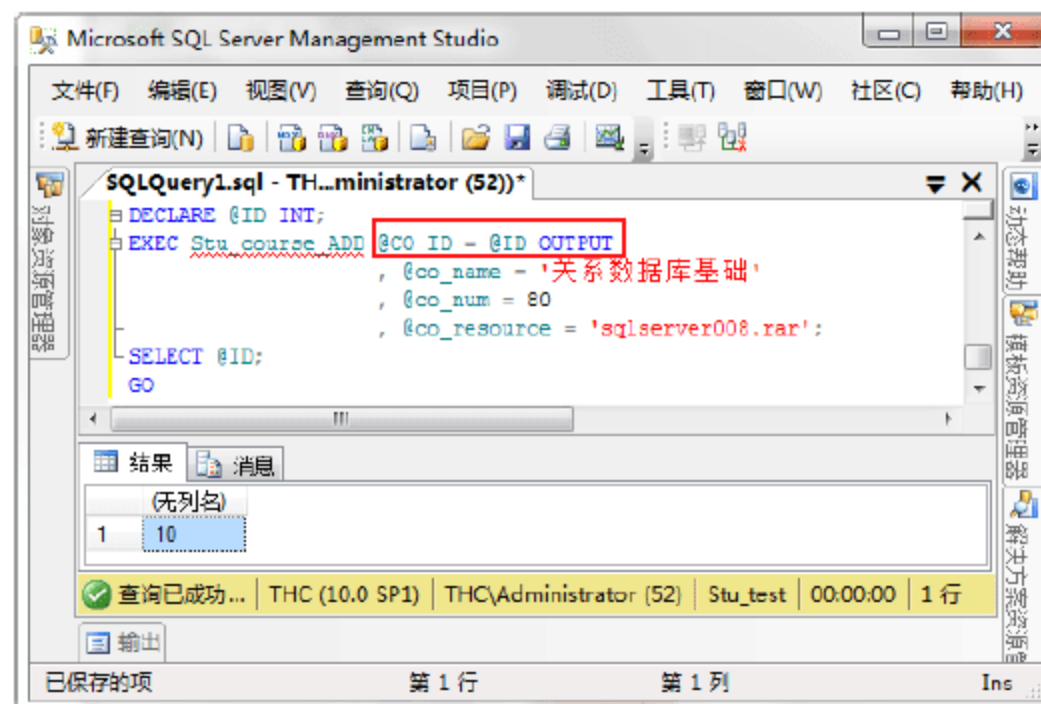 Microsoft SQL Server Management Studio
文件(F) 编辑(E) 视图(V) 查询(Q) 项目(P) 调试(D) 工具(T) 窗口(W) 社区(C) 帮助(H)
新建查询(N)
SQLQuery1.sql - TH...ministrator (52))*
对象资源管理器
DECLARE @ID INT;
EXEC Stu_course_ADD @CO_ID = @ID OUTPUT
, @co_name = '关系数据库基础'
, @co_num = 80
, @co_resource = 'sqlserver008.rar';
SELECT @ID;
GO
动态帮助
模板资源管理器
解决方案资源管
结果 消息
(无列名)
1 10
查询已成功... THC (10.0 SP1) THC\Administrator (52) Stu_test 00:00:00 1 行
输出
已保存的项 第 1 行 第 1 列 Ins